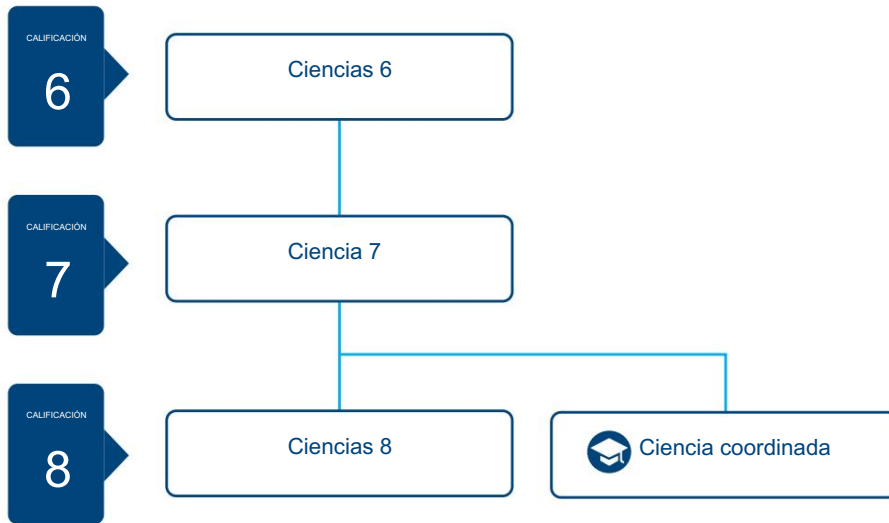 CALIFICACIÓN
6
Ciencias 6
CALIFICACIÓN
7
Ciencia 7
CALIFICACIÓN
8
Ciencias 8
Ciencia coordinada